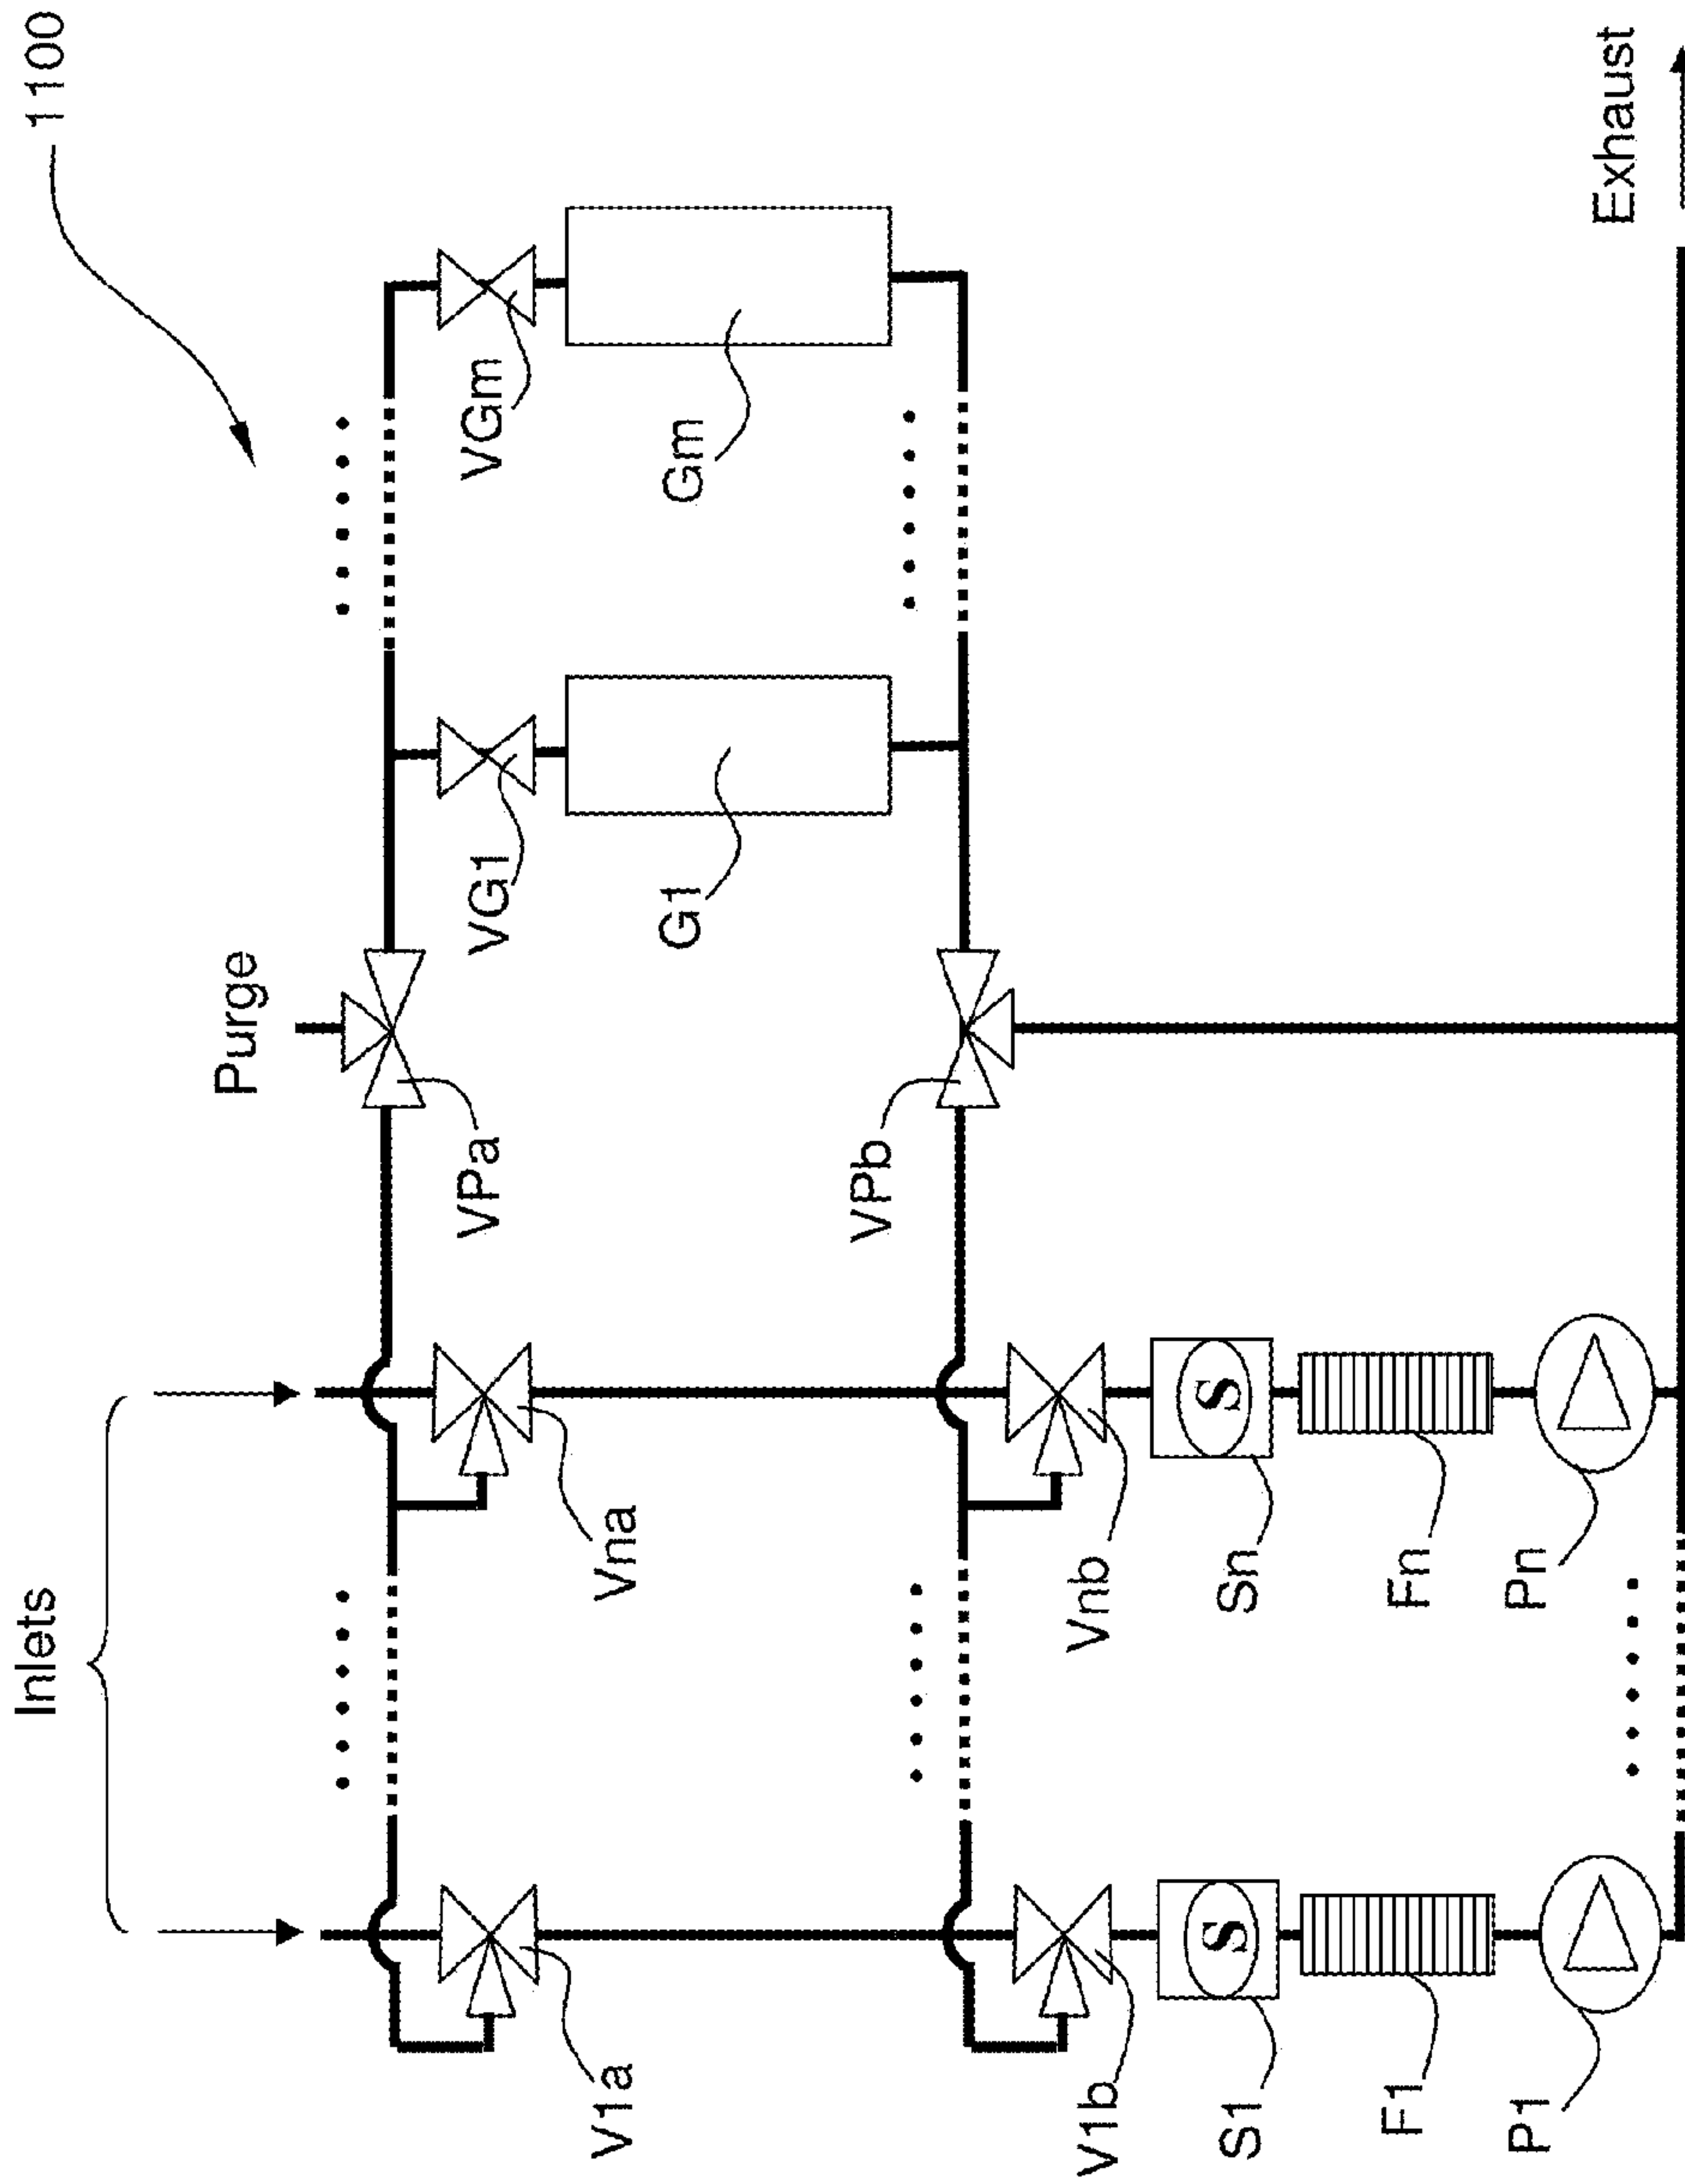 1100
Inlets
Purge
Exhaust
V1a
Vna
VPa
VG1
VGm
G1
Gm
V1b
Vnb
VPb
S1
Sn
S
S
F1
Fn
P1
Pn